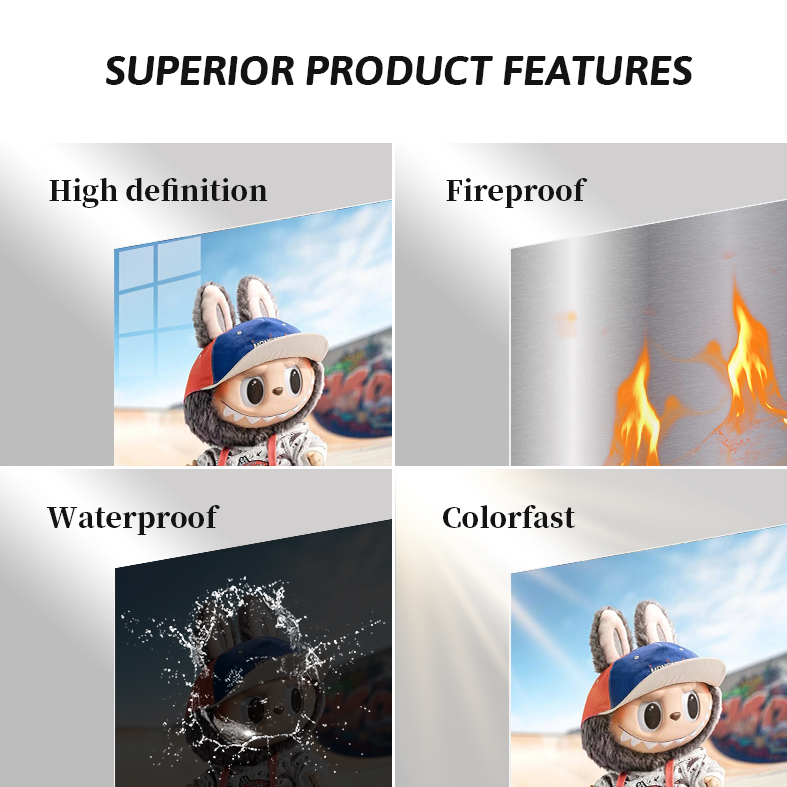 SUPERIOR PRODUCT FEATURES
High definition
Fireproof
Waterproof
Colorfast